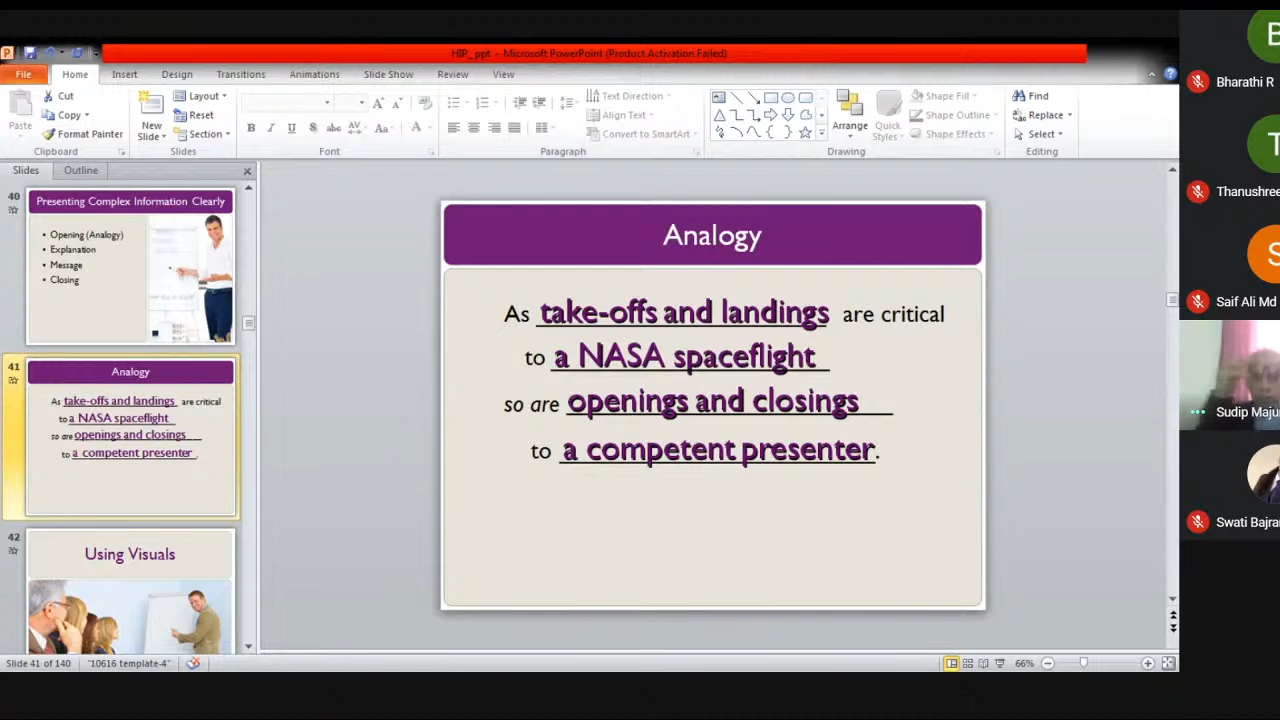 HIP_ppt - Microsoft PowerPoint (Product Activation Failed)
File Home Insert Design Transitions Animations Slide Show Review View
Cut
Copy
Format Painter
Paste
Clipboard
New
Slide
Layout
Reset
Section
Slides
Font
Text Direction
Align Text
Convert to SmartArt
Paragraph
Arrange
Quick
Styles
Shape Fill
Shape Outline
Shape Effects
Drawing
Find
Replace
Select
Editing
Slides Outline
40
Presenting Complex Information Clearly
• Opening (Analogy)
• Explanation
• Message
• Closing
41
Analogy
As take-offs and landings are critical
to a NASA spaceflight
so are openings and closings
to a competent presenter.
42
Using Visuals
Analogy
As take-offs and landings are critical
to a NASA spaceflight
so are openings and closings
to a competent presenter.
Slide 41 of 140 "10616 template-4" 66%
B
Bharathi R
T
Thanushree
S
Saif Ali Md
Sudip Maju
Swati Bajra